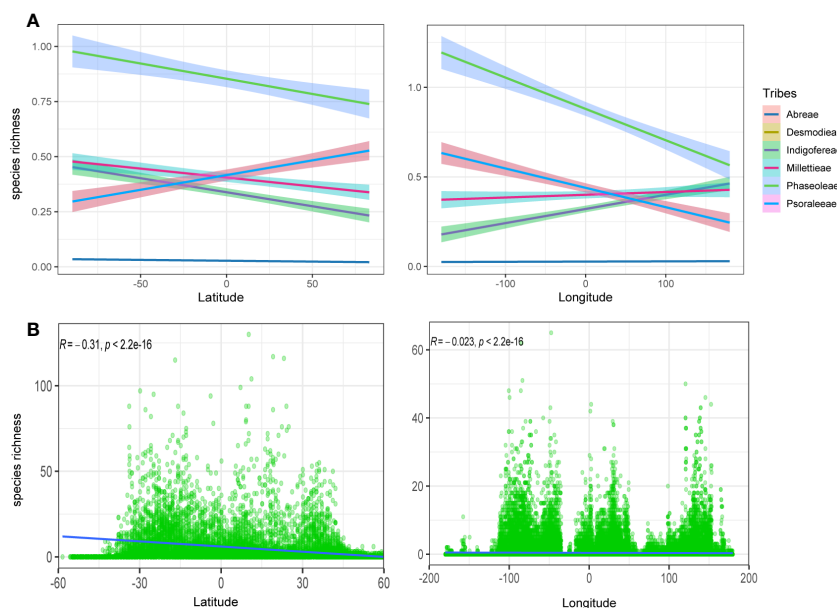 A
species richness
1.00
0.75
0.50
0.25
0.00
-50
0
50
Latitude
1.0
0.5
0.0
-100
0
100
Longitude
Tribes
Abreae
Desmodieae
Indigofereae
Millettieae
Phaseoleae
Psoraleeae
B
species richness
R = −0.31, p < 2.2e-16
100
50
0
-60
-30
0
30
60
Latitude
R = −0.023, p < 2.2e-16
60
40
20
0
-200
-100
0
100
200
Longitude